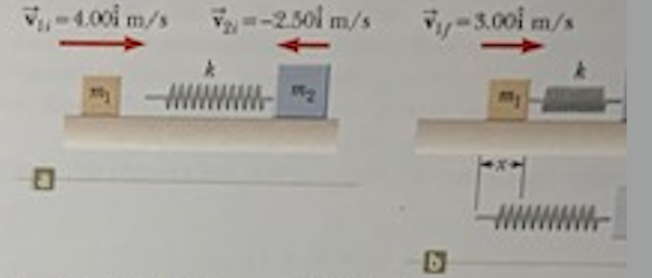 v⃗₁ᵢ = 4.00î m/s
v⃗₂ᵢ = −2.50î m/s
k
m₁
m₂
a
v⃗₁f = 3.00î m/s
k
m₁
x
b